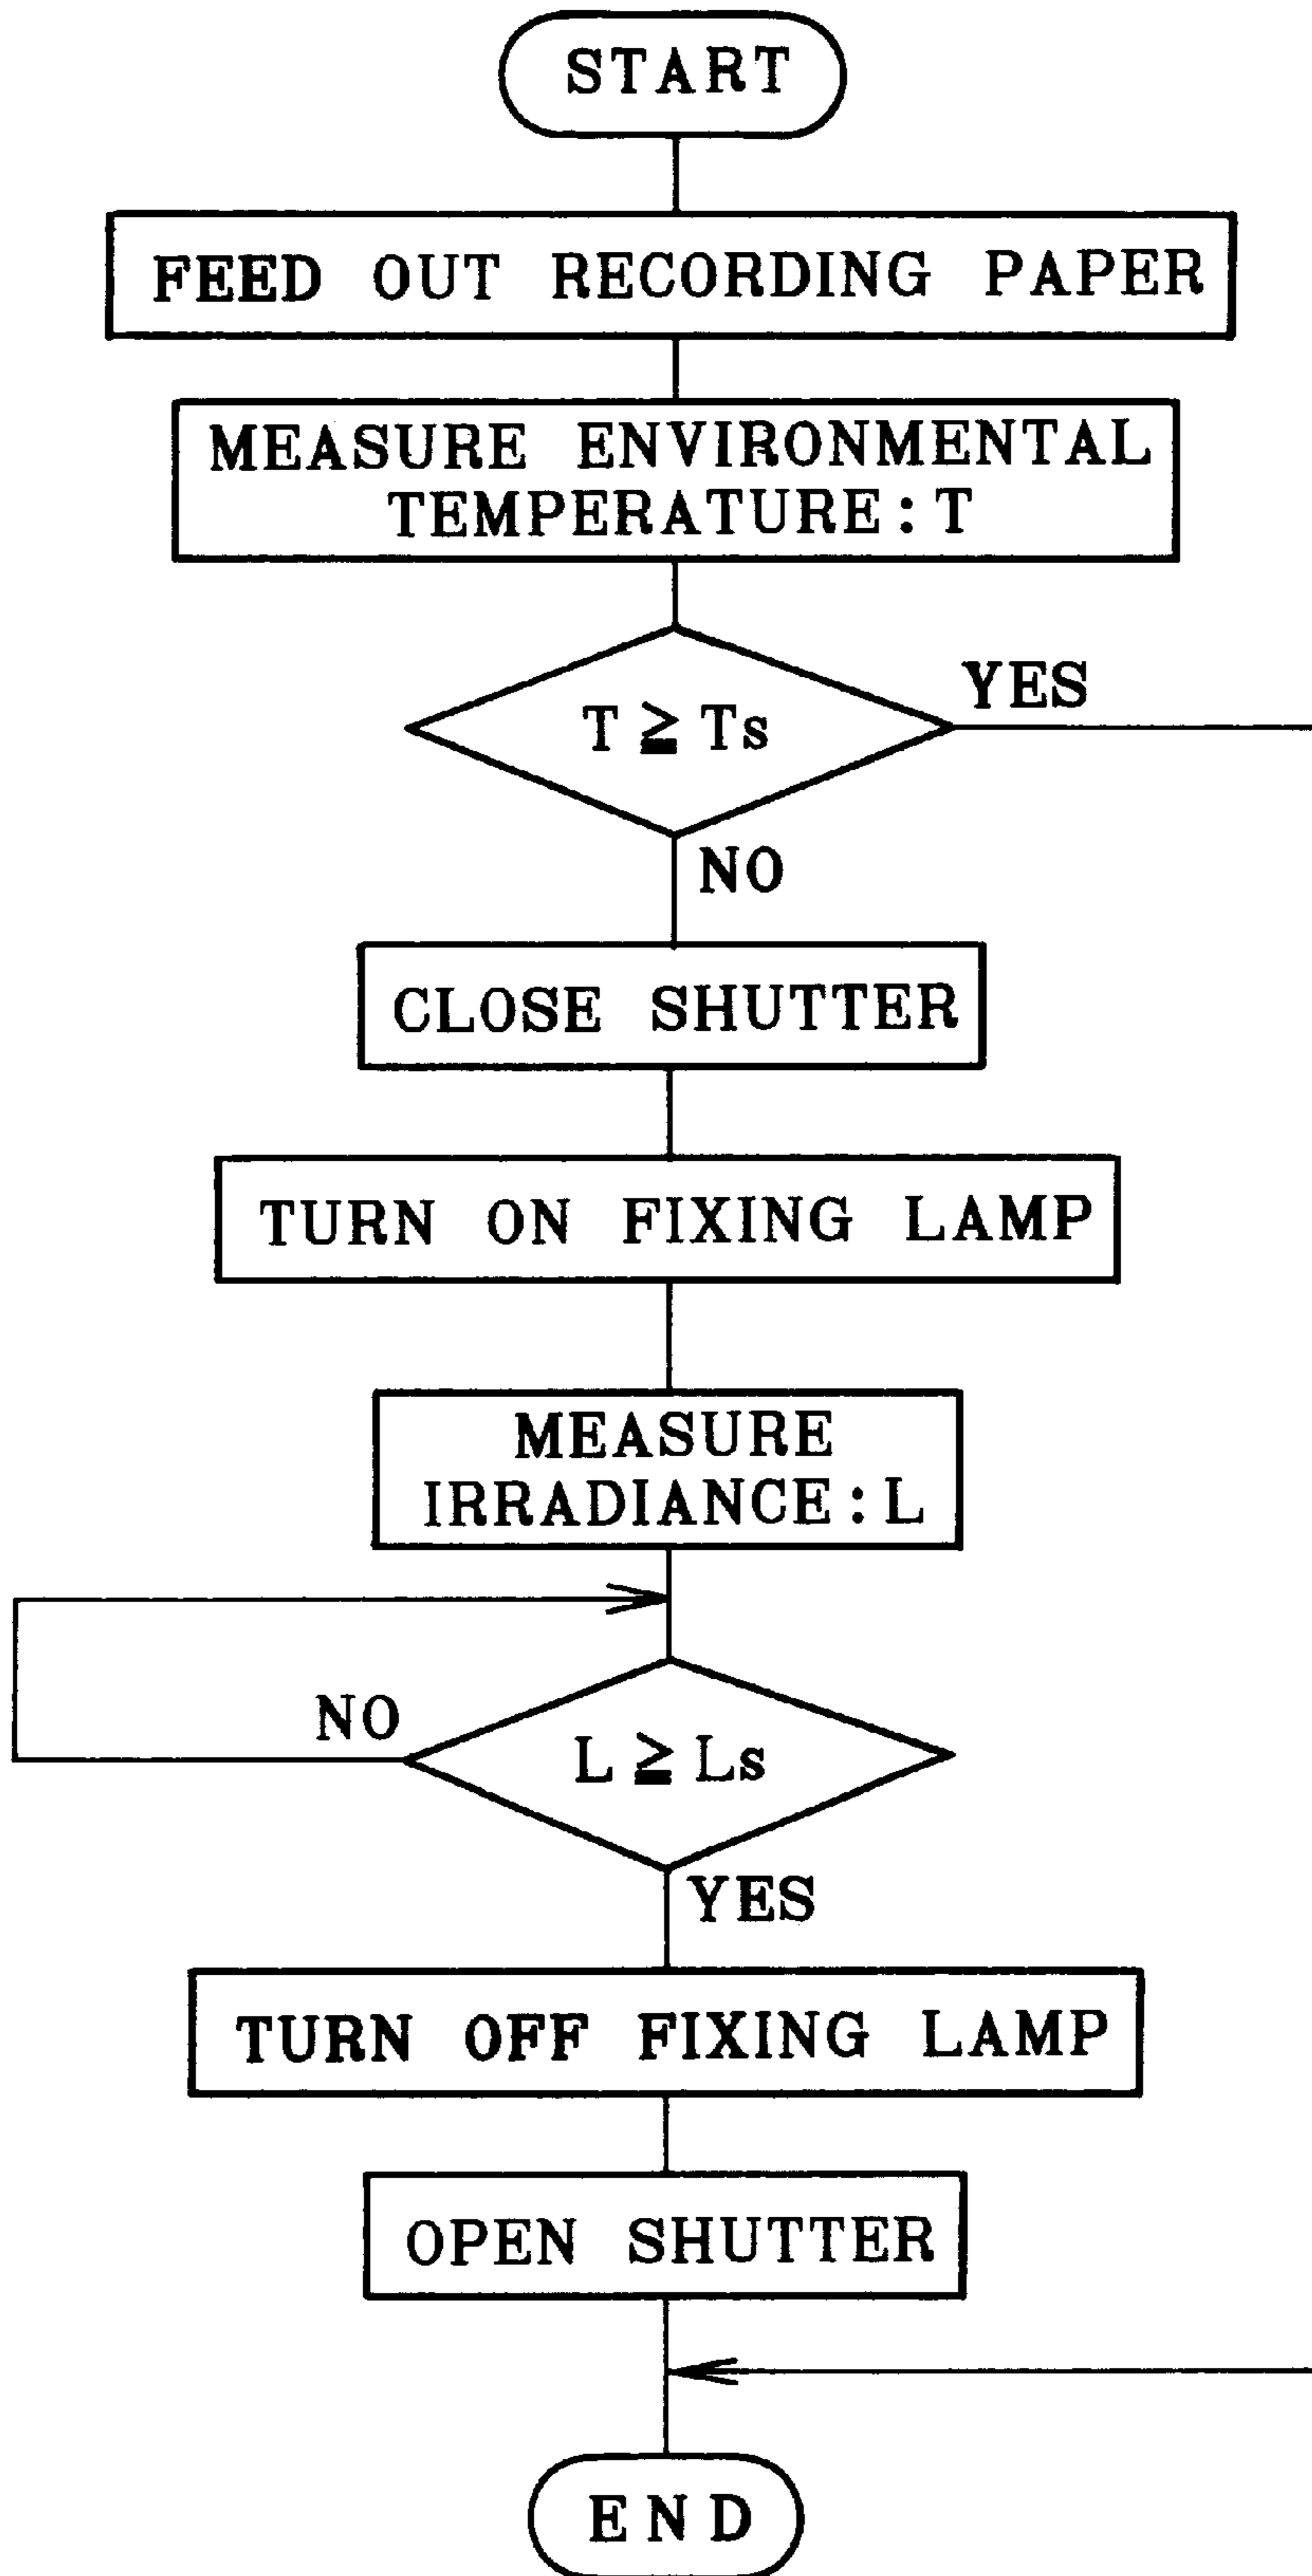 START
FEED OUT RECORDING PAPER
MEASURE ENVIRONMENTAL
TEMPERATURE : T
T ≧ Ts
YES
NO
CLOSE SHUTTER
TURN ON FIXING LAMP
MEASURE
IRRADIANCE : L
NO
L ≧ Ls
YES
TURN OFF FIXING LAMP
OPEN SHUTTER
END